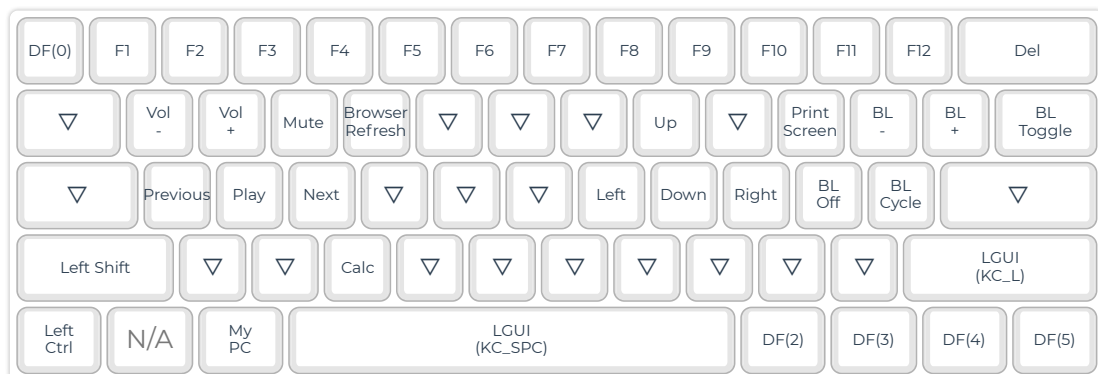 DF(0) F1 F2 F3 F4 F5 F6 F7 F8 F9 F10 F11 F12 Del
Vol - Vol + Mute Browser Refresh Up Print Screen BL - BL + BL Toggle
Previous Play Next Left Down Right BL Off BL Cycle
Left Shift Calc LGUI (KC_L)
Left Ctrl N/A My PC LGUI (KC_SPC) DF(2) DF(3) DF(4) DF(5)